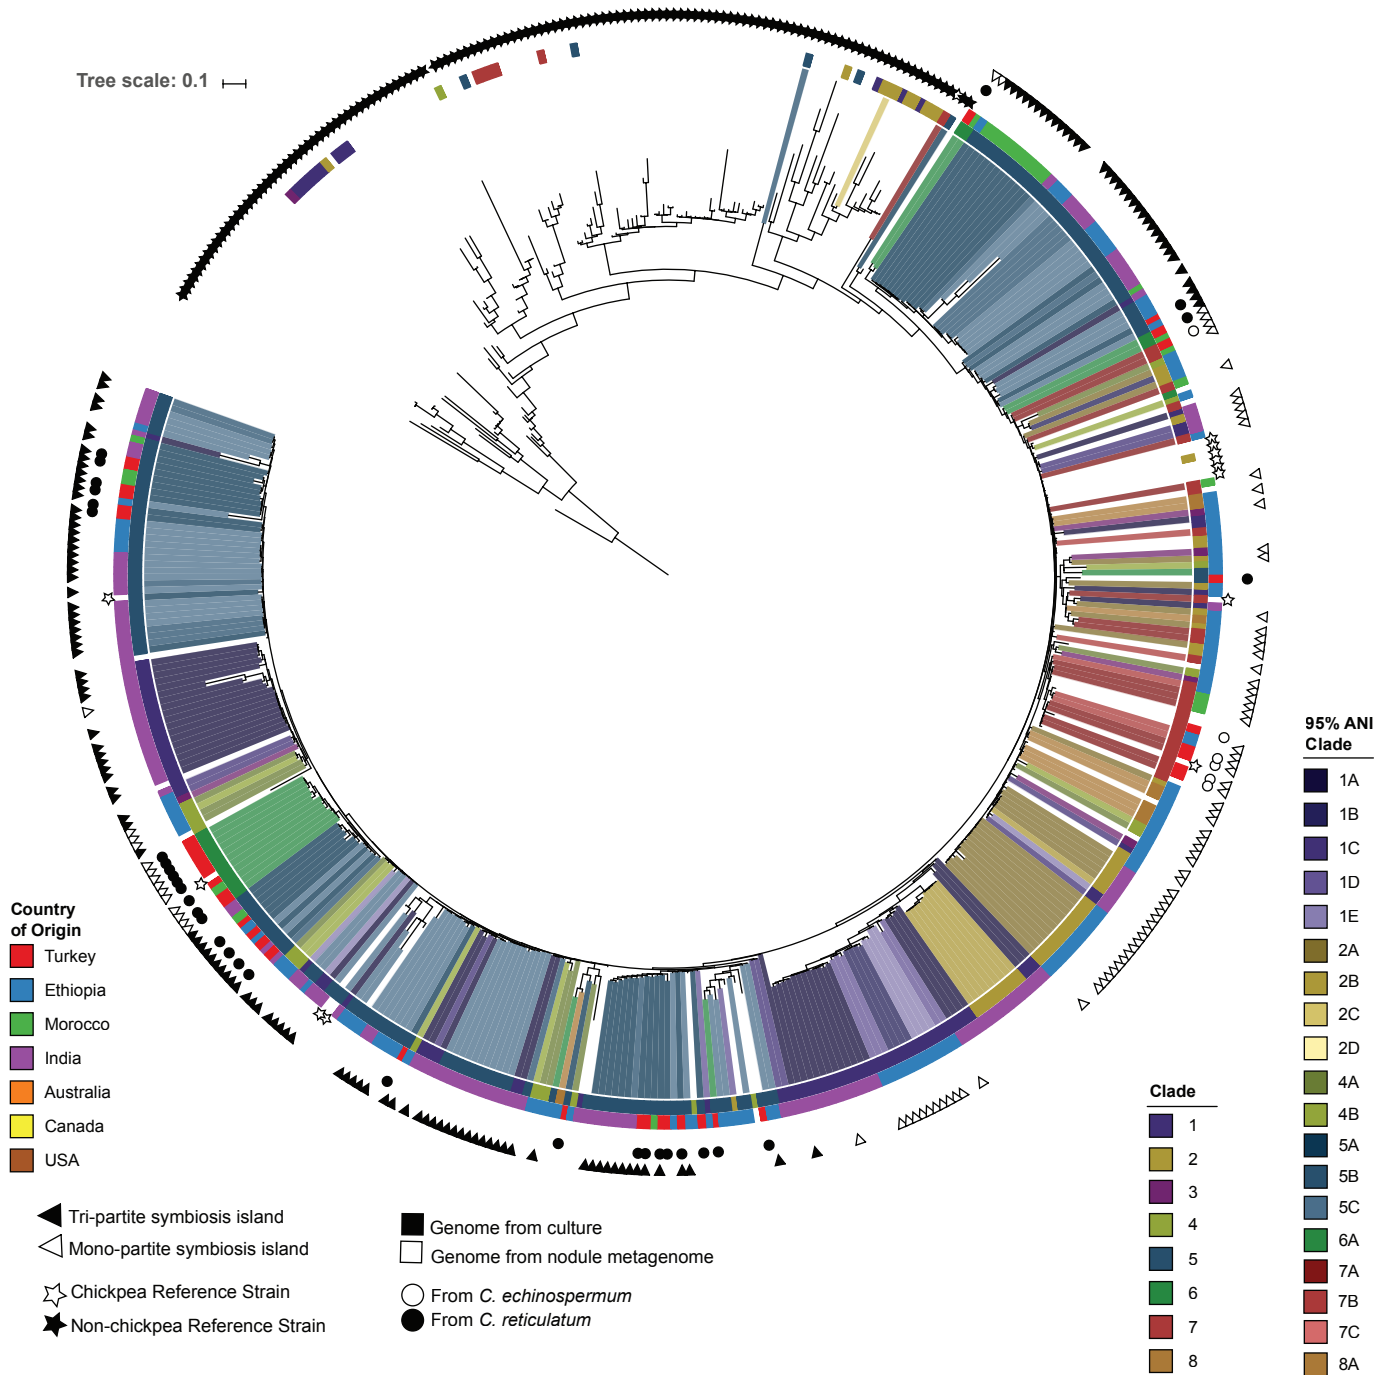 Tree scale: 0.1
Country
of Origin
Turkey
Ethiopia
Morocco
India
Australia
Canada
USA
Tri-partite symbiosis island
Mono-partite symbiosis island
Chickpea Reference Strain
Non-chickpea Reference Strain
Genome from culture
Genome from nodule metagenome
From C. echinospermum
From C. reticulatum
Clade
1
2
3
4
5
6
7
8
95% ANI
Clade
1A
1B
1C
1D
1E
2A
2B
2C
2D
4A
4B
5A
5B
5C
6A
7A
7B
7C
8A